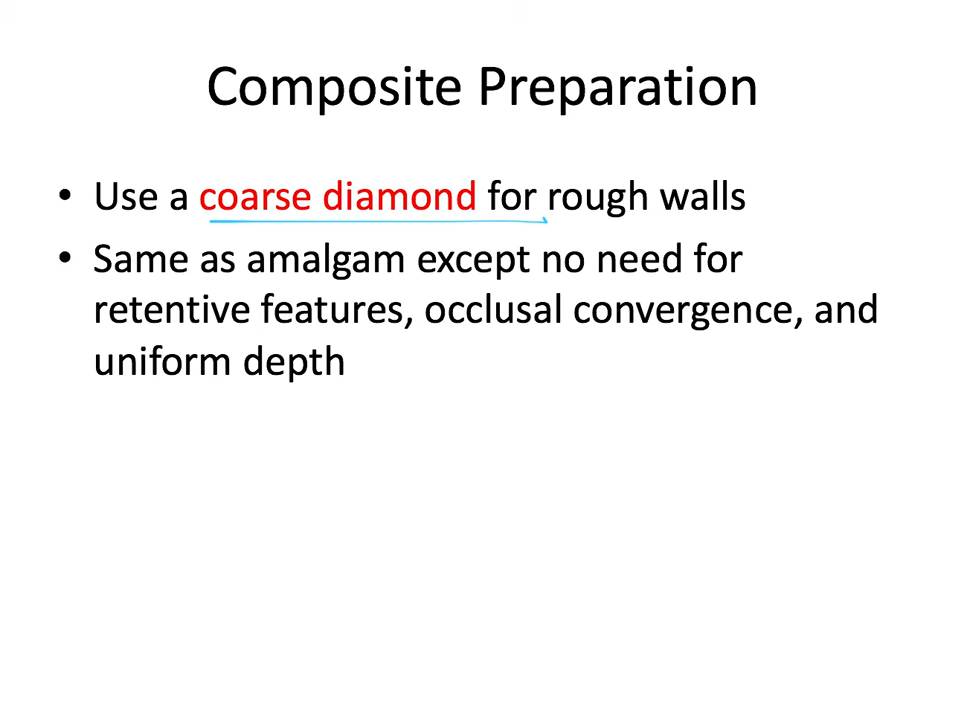 Composite Preparation
• Use a coarse diamond for rough walls
• Same as amalgam except no need for
retentive features, occlusal convergence, and
uniform depth